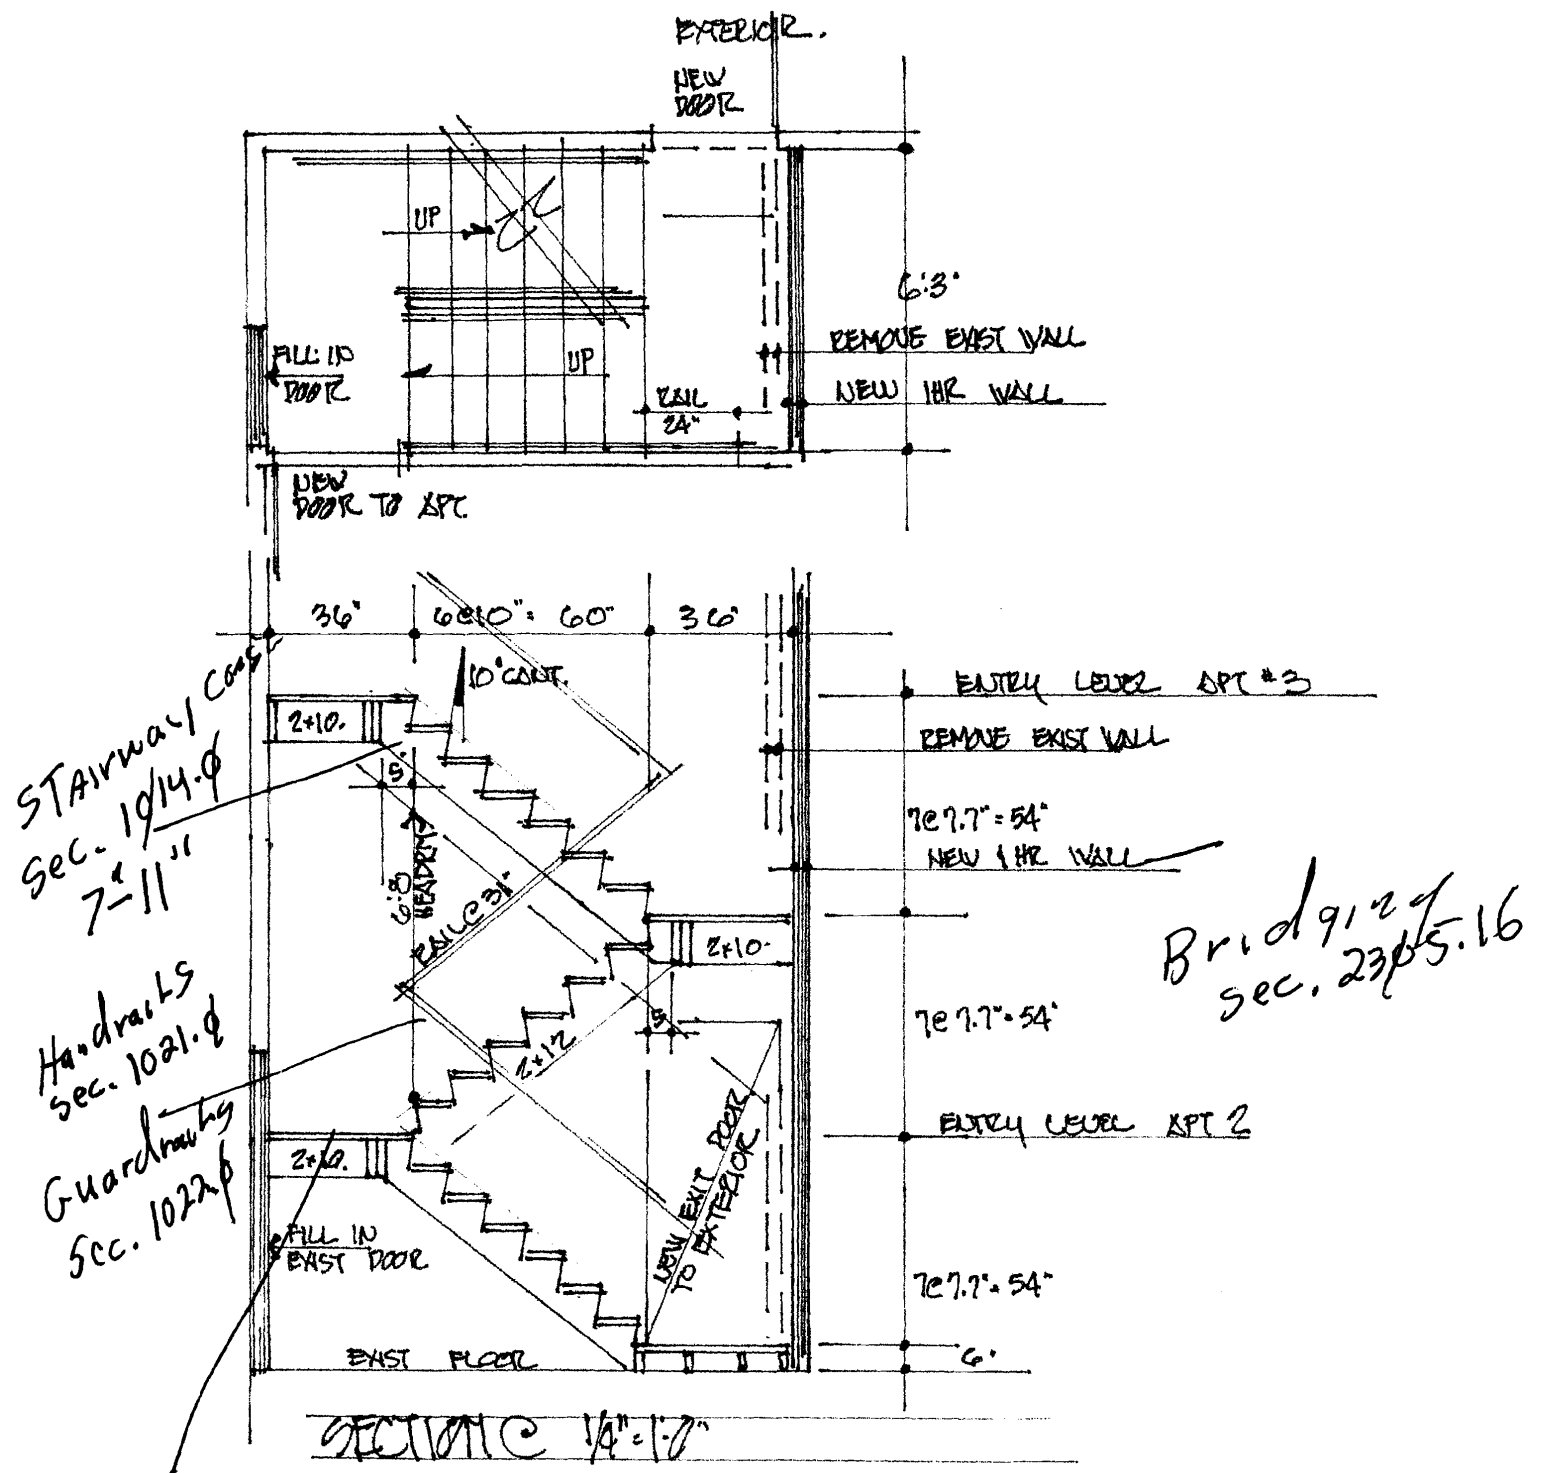 EXTERIOR.
NEW
DOOR
UP
6'3"
REMOVE EXIST WALL
FILL IN
DOOR
UP
RAIL
24"
NEW 1HR WALL
NEW
DOOR TO APT.
36"
6@10" = 60"
36"
10" CONT.
ENTRY LEVEL APT #3
2x10.
REMOVE EXIST WALL
5"
STAIrway Const
Sec. 1014.0
7'-11"
7@7.7" = 54"
NEW 1 HR WALL
6'8
HEADRM
RAIL @ 31"
2x10.
Bridging
Sec. 2305.16
7@7.7" = 54"
5"
2x12
Handrails
Sec. 1021.0
Guardrails
Sec. 1022.0
NEW EXIT DOOR
TO EXTERIOR
ENTRY LEVEL APT 2
2x10.
FILL IN
EXIST DOOR
7@7.7" = 54"
EXIST FLOOR
6"
SECTION C 1/4" = 1'-0"